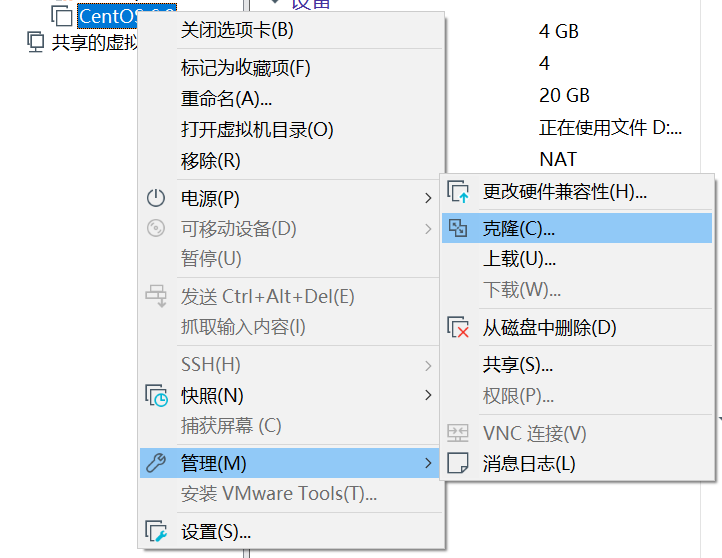 设备
CentOS 6.8
共享的虚拟
关闭选项卡(B)
标记为收藏项(F)
重命名(A)...
打开虚拟机目录(O)
移除(R)
电源(P)
可移动设备(D)
暂停(U)
发送 Ctrl+Alt+Del(E)
抓取输入内容(I)
SSH(H)
快照(N)
捕获屏幕 (C)
管理(M)
安装 VMware Tools(T)...
设置(S)...
4 GB
4
20 GB
正在使用文件 D:...
NAT
更改硬件兼容性(H)...
克隆(C)...
上载(U)...
下载(W)...
从磁盘中删除(D)
共享(S)...
权限(P)...
VNC 连接(V)
消息日志(L)